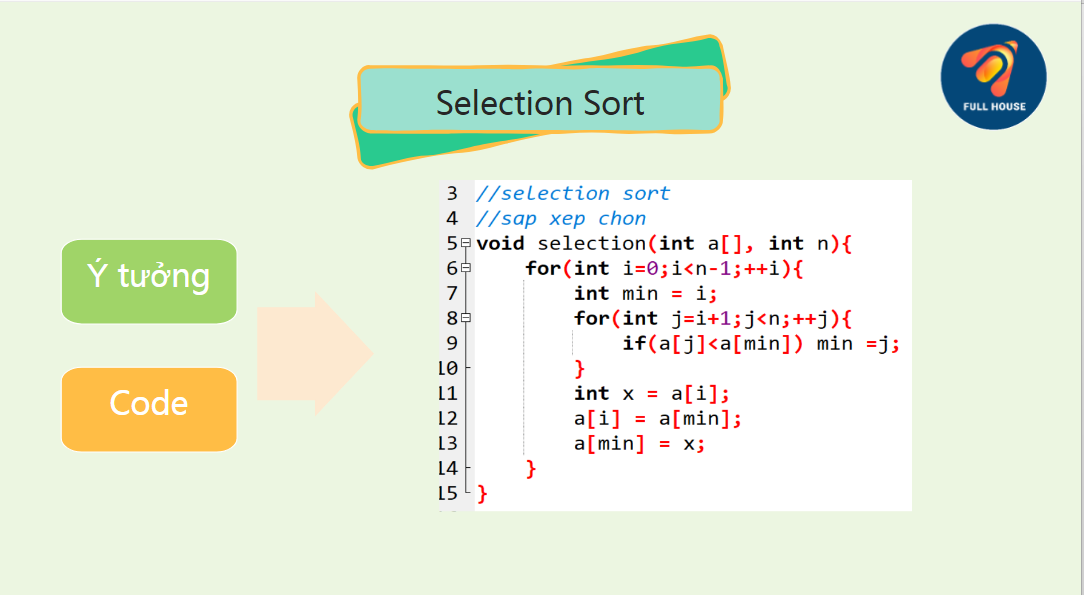 Selection Sort
FULL HOUSE
Ý tưởng
Code
3 //selection sort
4 //sap xep chon
5 void selection(int a[], int n){
6 for(int i=0;i<n-1;++i){
7 int min = i;
8 for(int j=i+1;j<n;++j){
9 if(a[j]<a[min]) min =j;
10 }
11 int x = a[i];
12 a[i] = a[min];
13 a[min] = x;
14 }
15 }